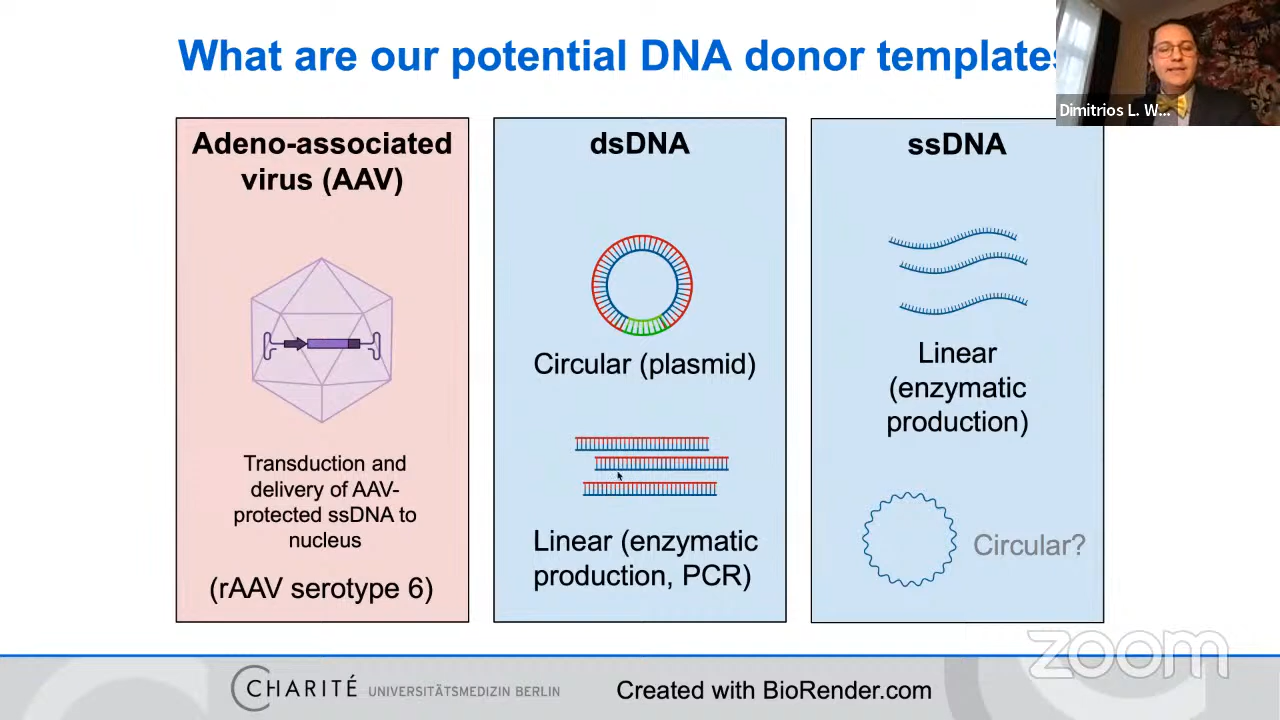 What are our potential DNA donor templates
Dimitrios L. W...
Adeno-associated
virus (AAV)
Transduction and
delivery of AAV-
protected ssDNA to
nucleus
(rAAV serotype 6)
dsDNA
Circular (plasmid)
Linear (enzymatic
production, PCR)
ssDNA
Linear
(enzymatic
production)
Circular?
zoom
CHARITÉ UNIVERSITÄTSMEDIZIN BERLIN
Created with BioRender.com